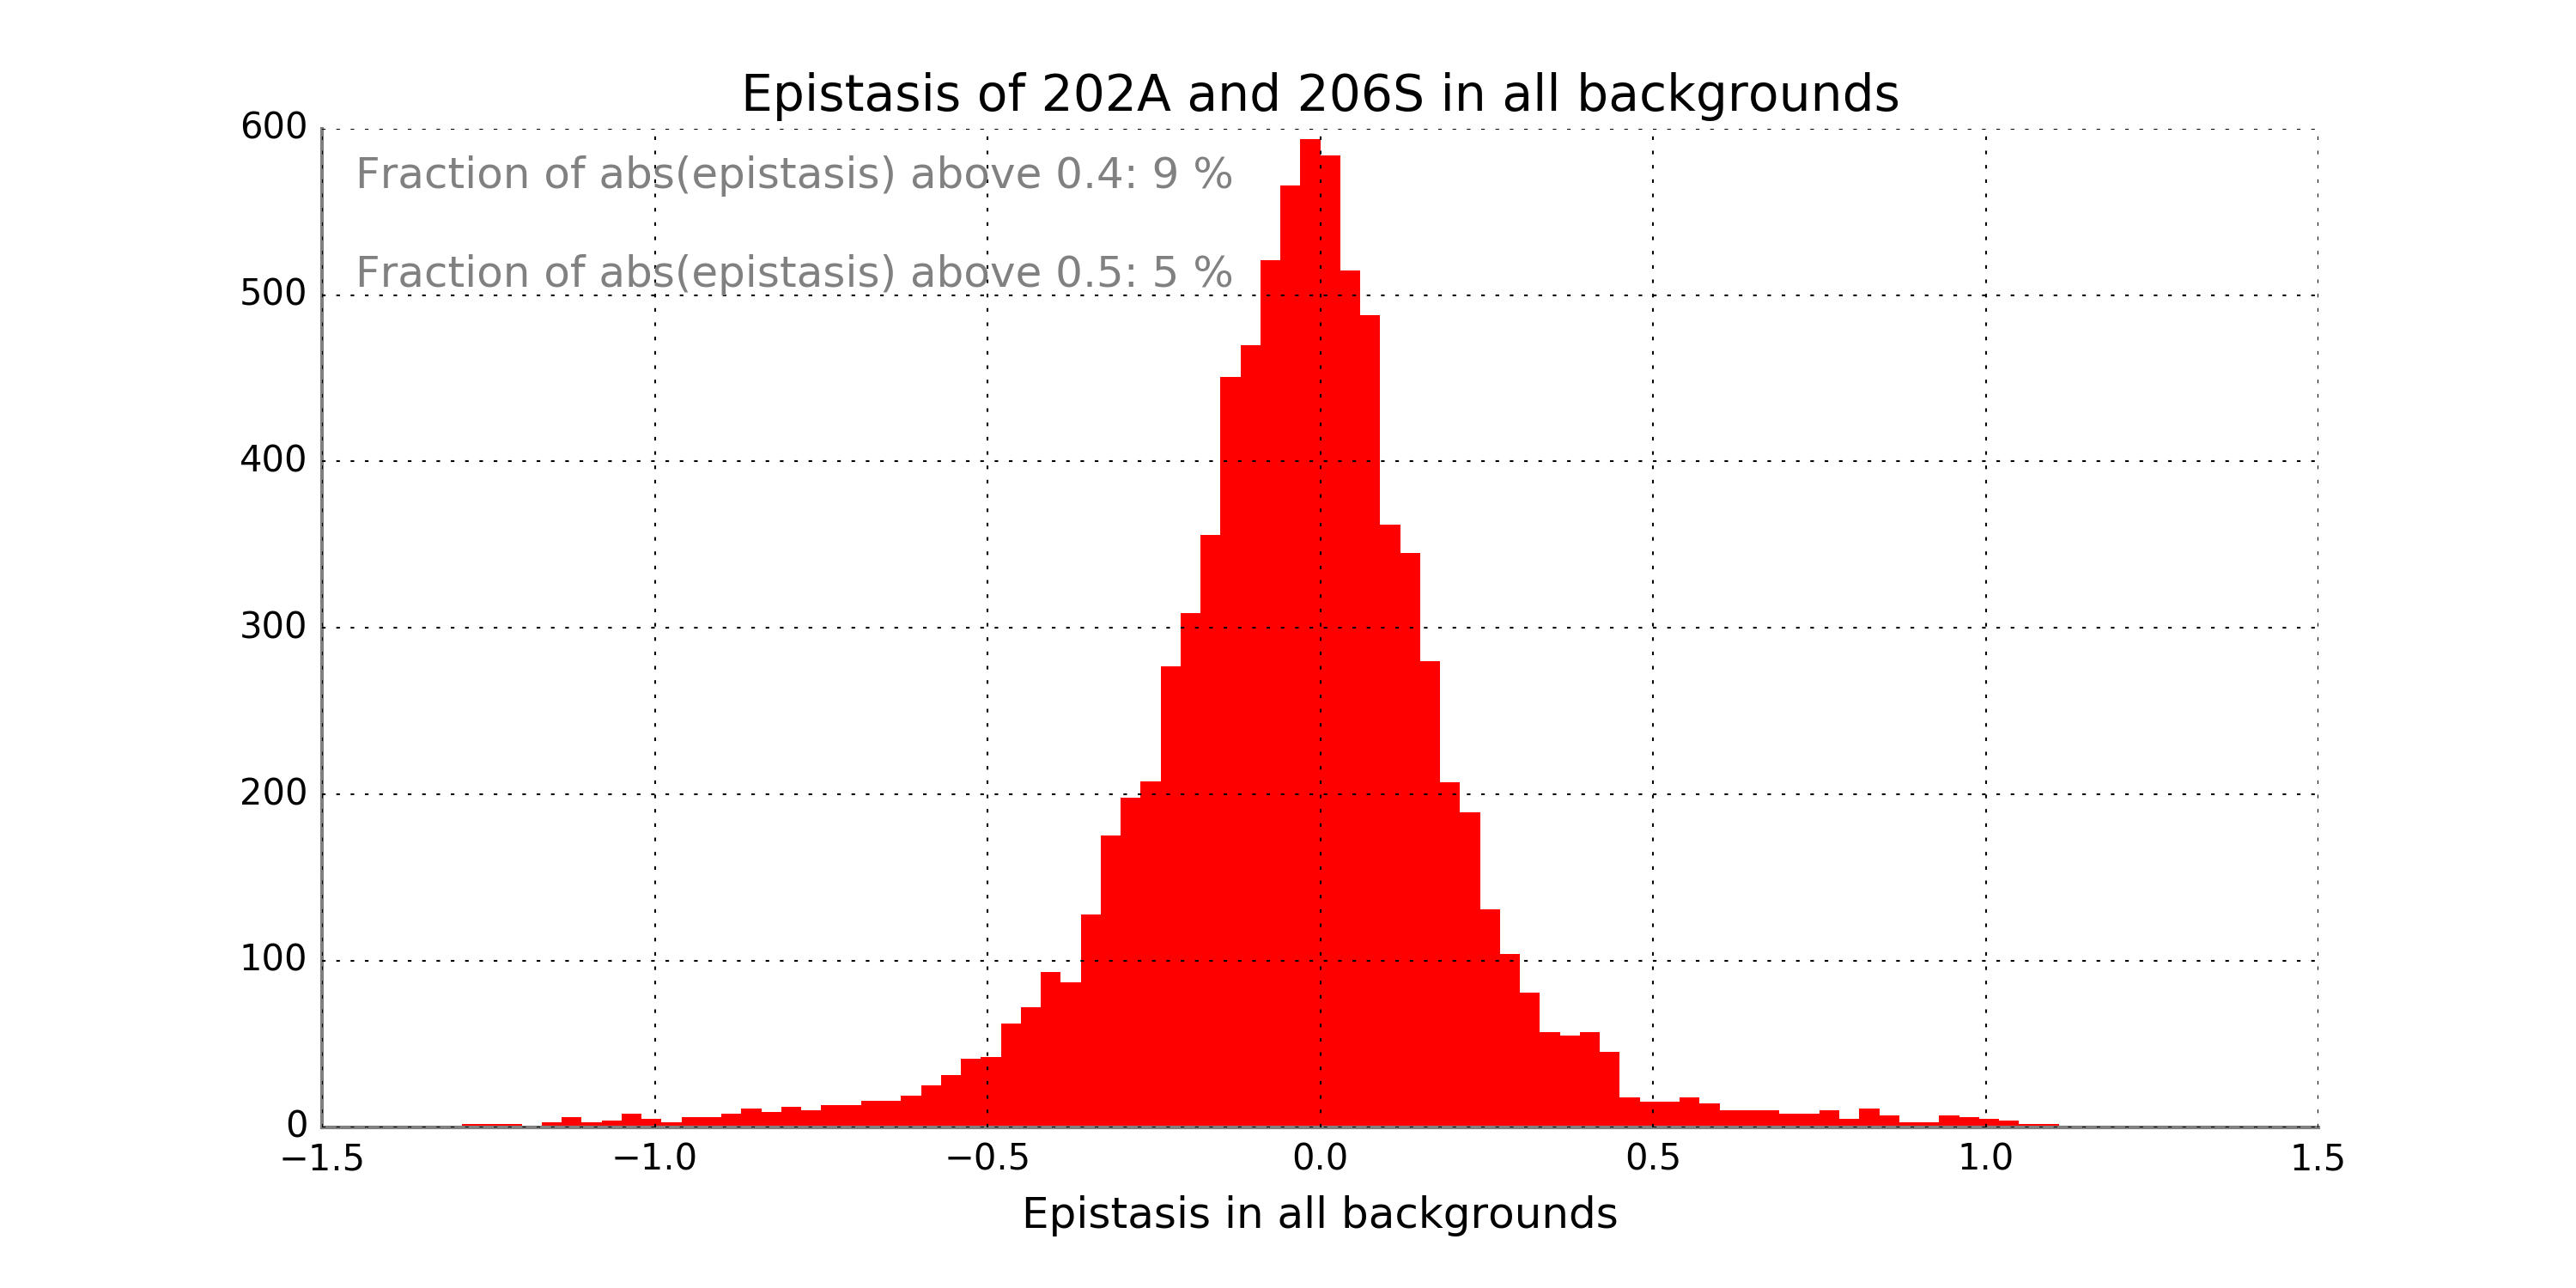 Epistasis of 202A and 206S in all backgrounds
Fraction of abs(epistasis) above 0.4: 9 %
Fraction of abs(epistasis) above 0.5: 5 %
600
500
400
300
200
100
0
−1.5 −1.0 −0.5 0.0 0.5 1.0 1.5
Epistasis in all backgrounds